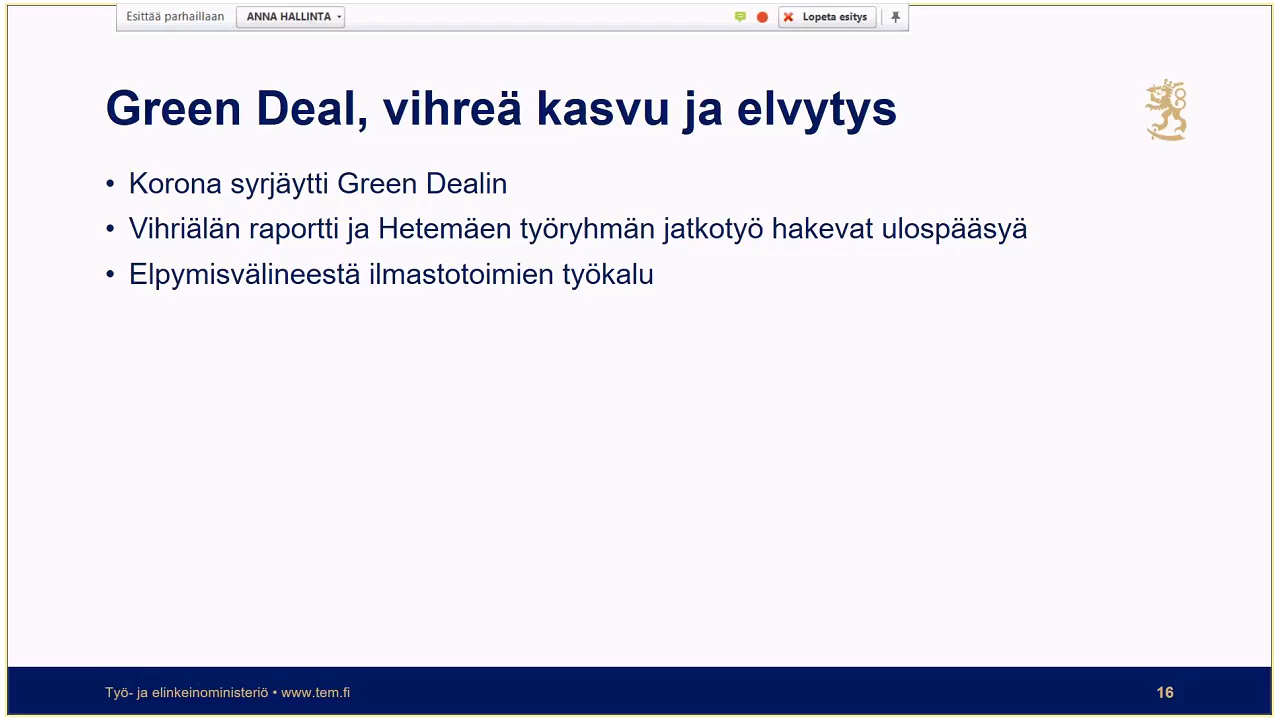 Esittää parhaillaan ANNA HALLINTA Lopeta esitys
Green Deal, vihreä kasvu ja elvytys
• Korona syrjäytti Green Dealin
• Vihriälän raportti ja Hetemäen työryhmän jatkotyö hakevat ulospääsyä
• Elpymisvälineestä ilmastotoimien työkalu
Työ- ja elinkeinoministeriö • www.tem.fi 16